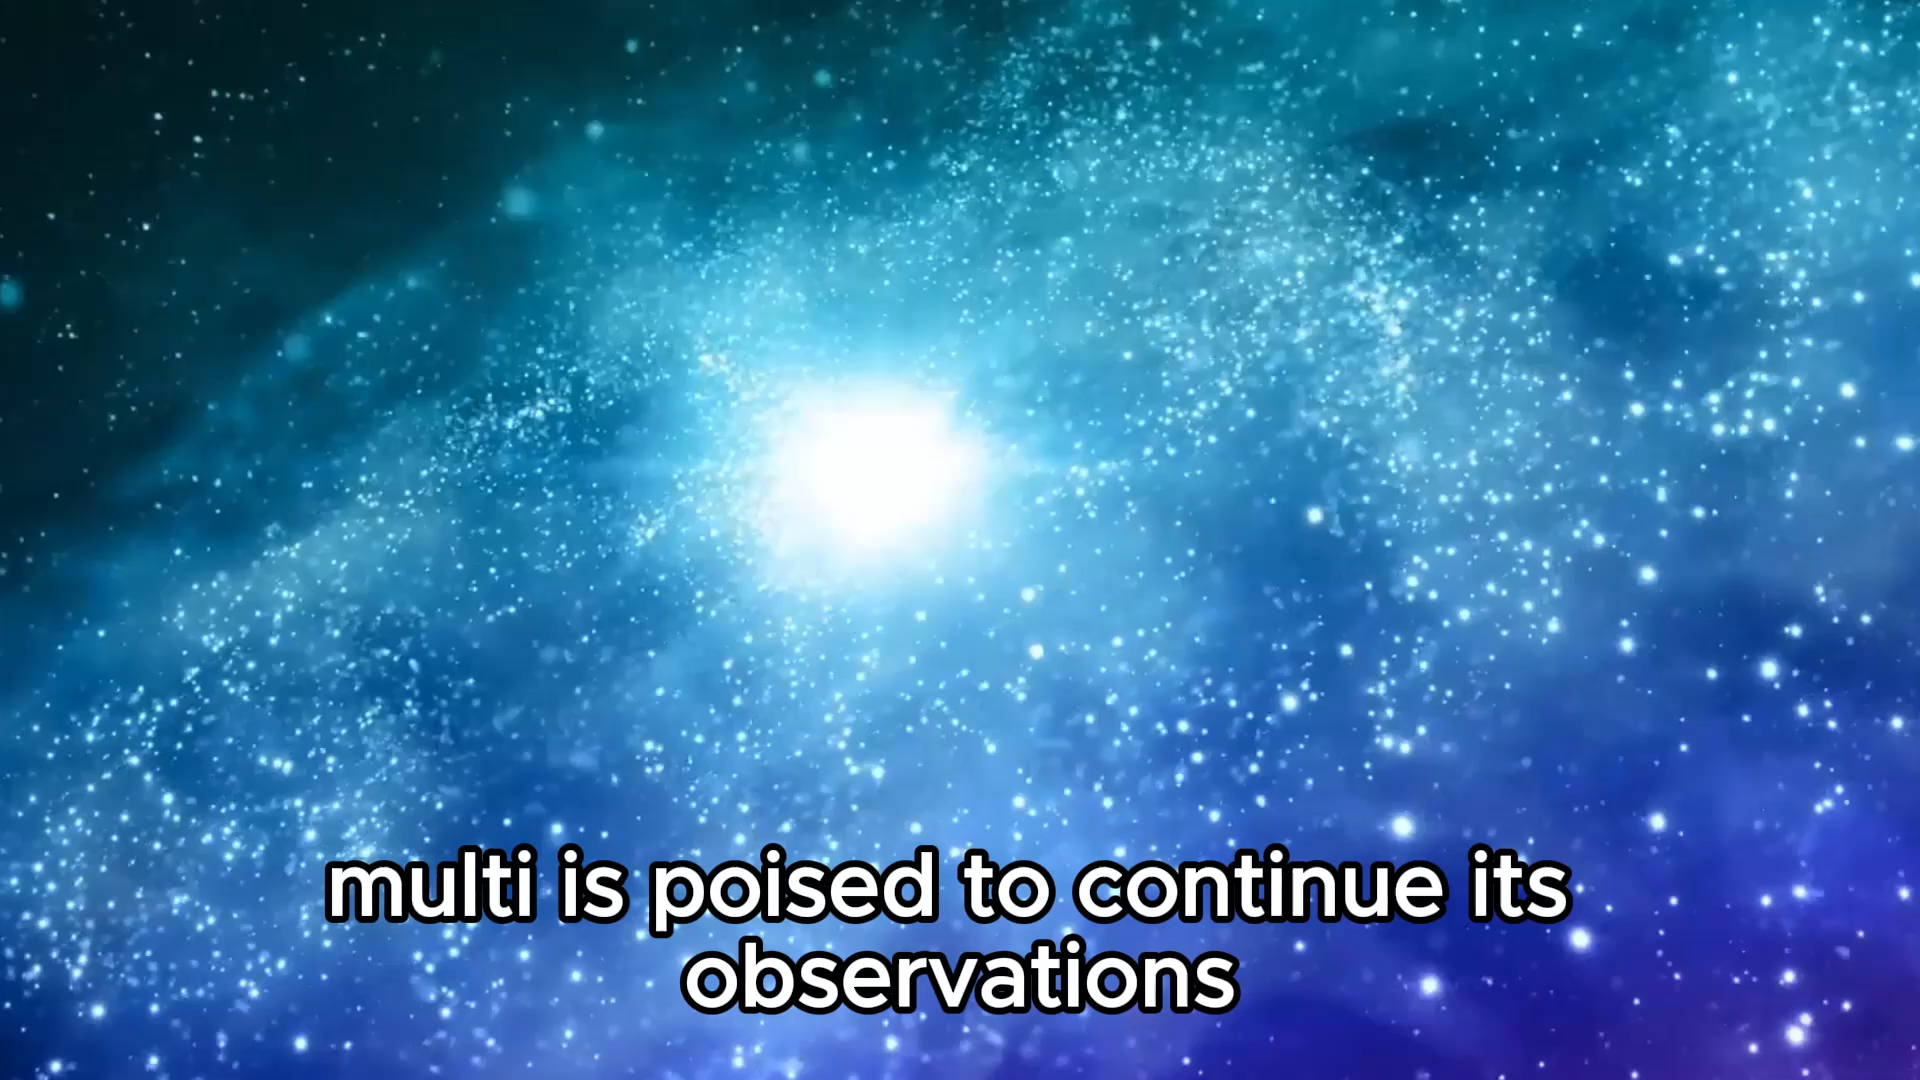 multi is poised to continue its
observations